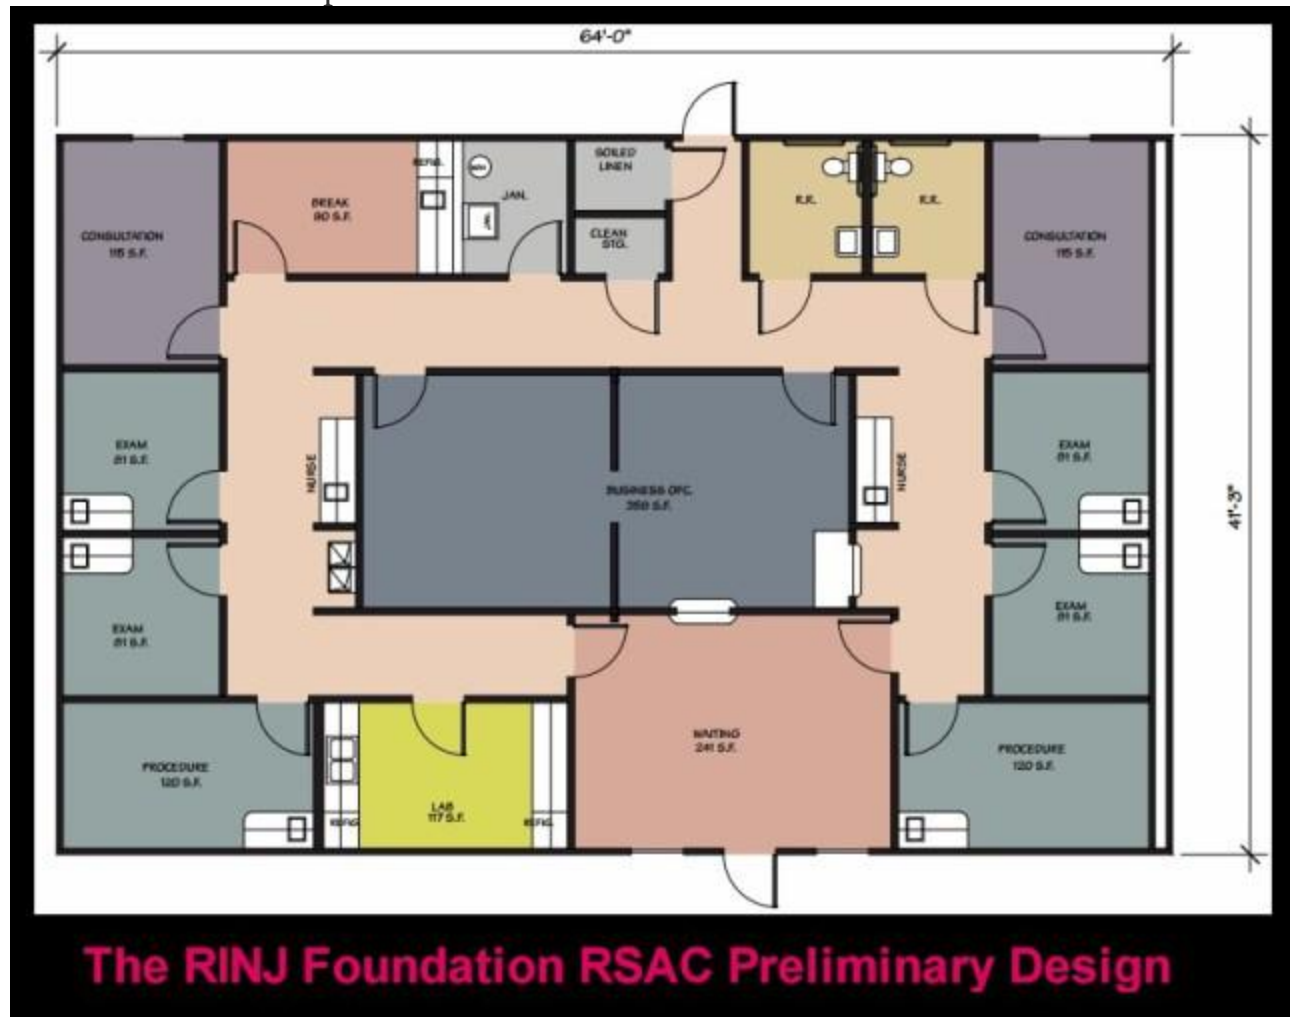 64'-0"
SOILED
LINEN
REFIG.
JAN.
BREAK
90 S.F.
R.R.
R.R.
CONSULTATION
115 S.F.
CLEAN
STG.
CONSULTATION
115 S.F.
EXAM
81 S.F.
NURSE
BUSINESS OFC.
NURSE
EXAM
81 S.F.
41'-3"
EXAM
81 S.F.
EXAM
81 S.F.
WAITING
241 S.F.
PROCEDURE
120 S.F.
LAB
117 S.F.
REFIG.
REFIG.
PROCEDURE
120 S.F.
The RINJ Foundation RSAC Preliminary Design